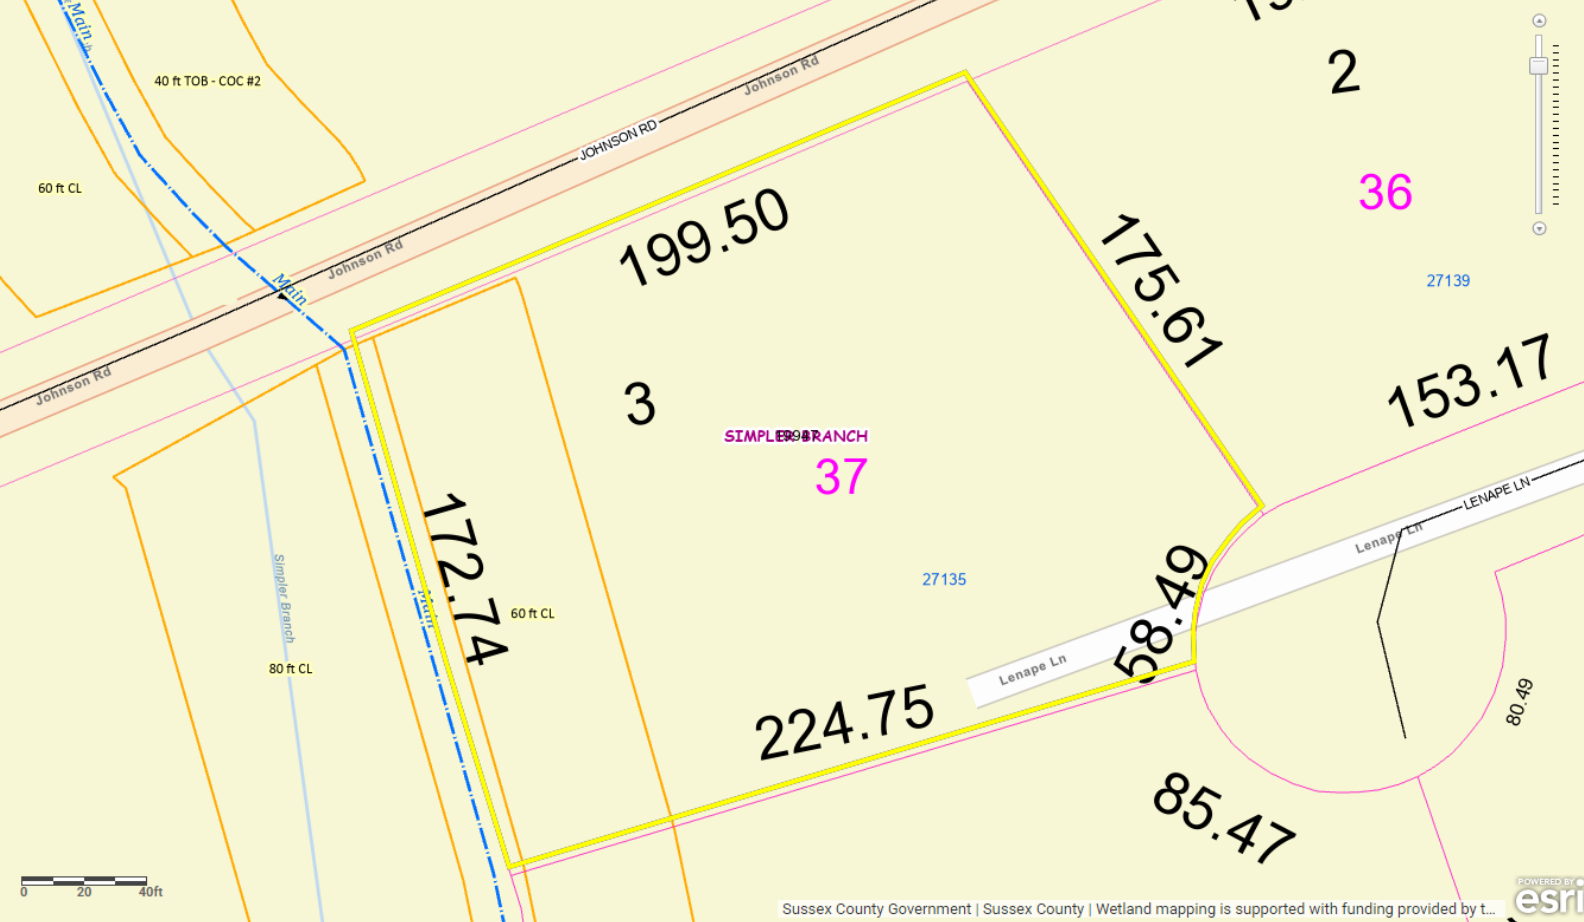 Main
40 ft TOB - COC #2
60 ft CL
Johnson Rd
JOHNSON RD
Johnson Rd
Main
Johnson Rd
2
36
27139
199.50
175.61
153.17
3
SIMPLER BRANCH
37
172.74
Main
60 ft CL
27135
58.49
Lenape Ln
LENAPE LN
Lenape Ln
Simpler Branch
80 ft CL
224.75
80.49
85.47
0 20 40ft
Sussex County Government | Sussex County | Wetland mapping is supported with funding provided by t...
POWERED BY
esri